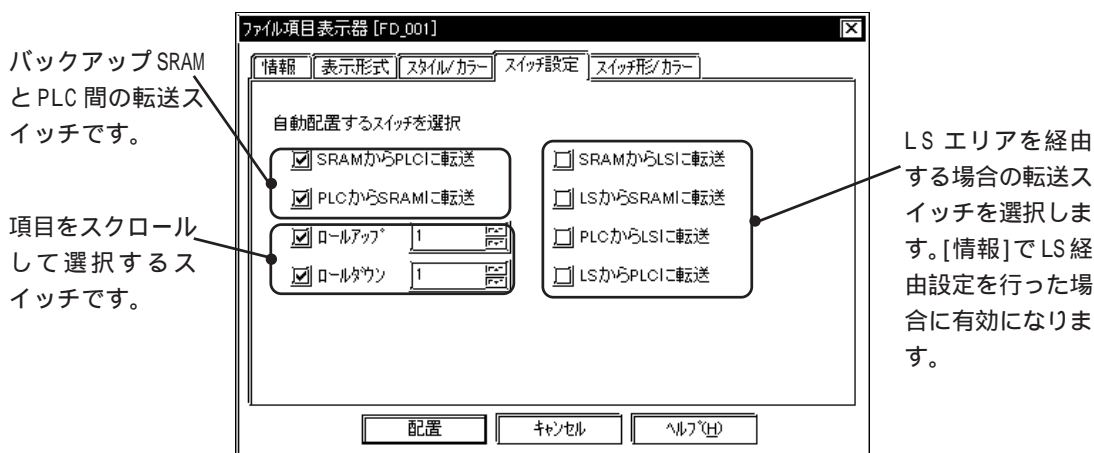 ファイル項目表示器 [FD_001]
情報 表示形式 スタイル/カラー スイッチ設定 スイッチ形/カラー
バックアップ SRAM
と PLC 間の転送ス
イッチです。
項目をスクロール
して選択するス
イッチです。
自動配置するスイッチを選択
SRAMからPLCに転送
PLCからSRAMに転送
ロールアップ 1
ロールダウン 1
SRAMからLSに転送
LSからSRAMに転送
PLCからLSに転送
LSからPLCに転送
LS エリアを経由
する場合の転送ス
イッチを選択しま
す。[情報]で LS 経
由設定を行った場
合に有効になりま
す。
配置 キャンセル ヘルプ(H)